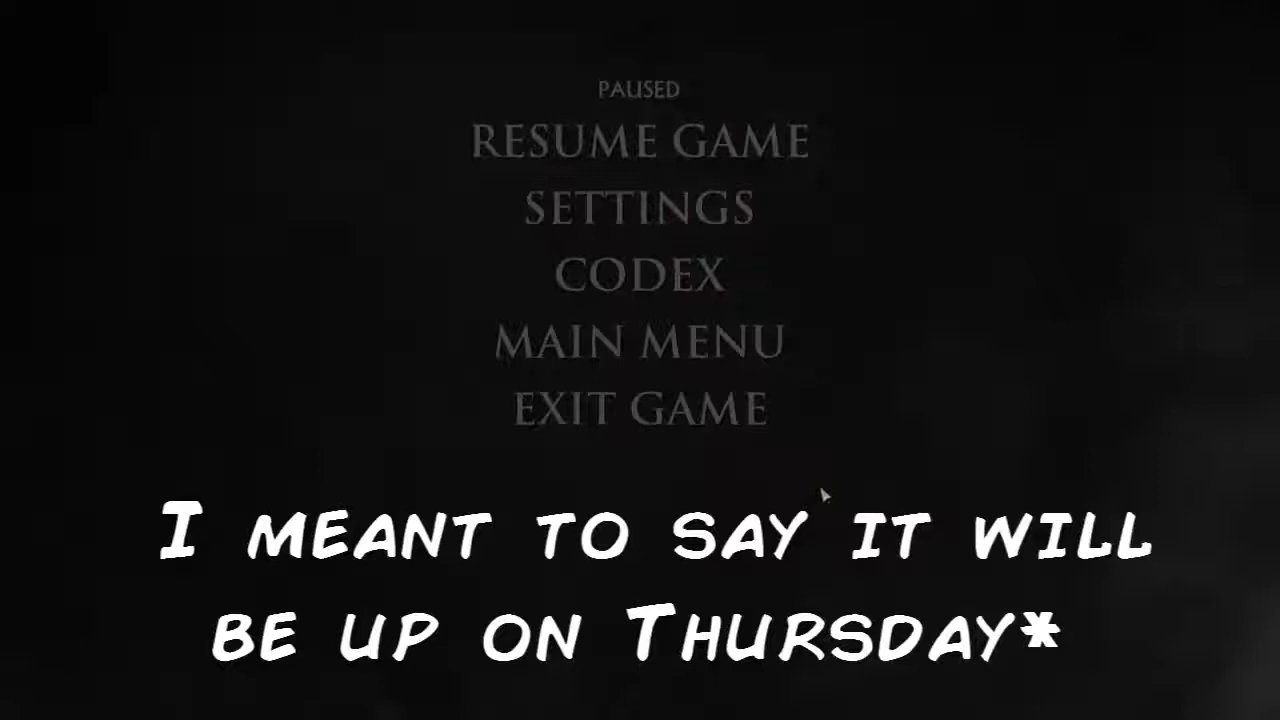 PAUSED
RESUME GAME
SETTINGS
CODEX
MAIN MENU
EXIT GAME
I MEANT TO SAY IT WILL
BE UP ON THURSDAY*